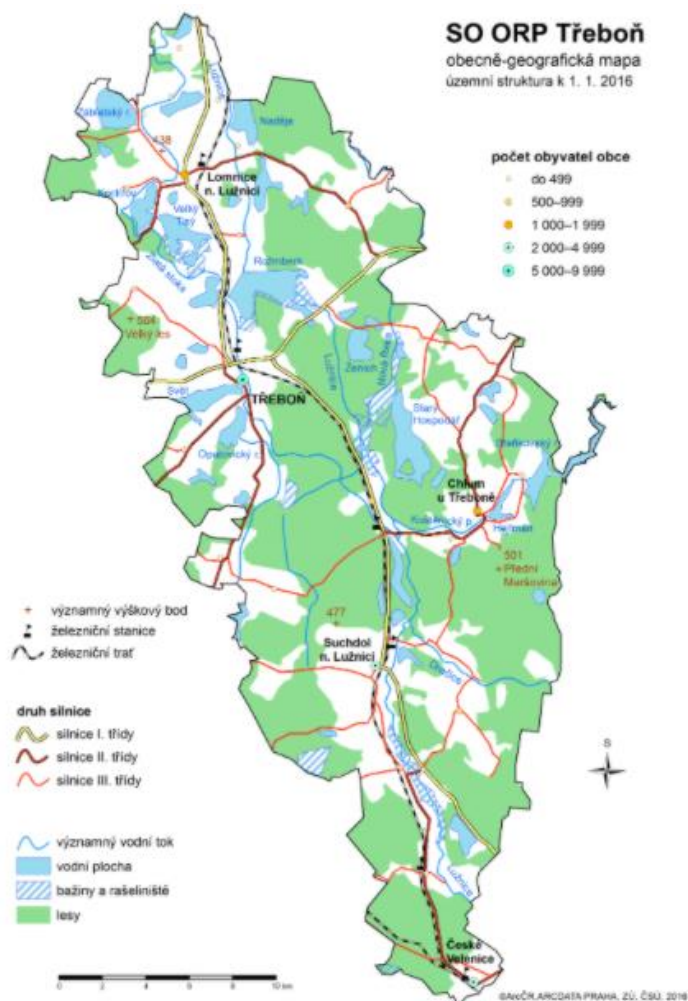 SO ORP Třeboň
obecně-geografická mapa
územní struktura k 1. 1. 2016
počet obyvatel obce
do 499
500–999
1 000–1 999
2 000–4 999
5 000–9 999
Lužnice
Záblatský r.
Naděje
438
Lomnice
n. Lužnicí
Velký
Tisý
Zlatá stoka
Rožmberk
564
Velký les
Lužnice
Ženich
Nová řeka
Svět
TŘEBOŇ
Starý
Hospodář
Opatovický r.
Chlum
u Třeboně
Hejtman
501
Přední
477
Suchdol
n. Lužnicí
Dračice
Lužnice
České
Velenice
význámný výškový bod
železniční stanice
železniční trať
druh silnice
silnice I. třídy
silnice II. třídy
silnice III. třídy
významný vodní tok
vodní plocha
bažiny a rašeliniště
lesy
S
0 2 4 6 8 10 km
©ArcČR,ARCDATA PRAHA, ZÚ, ČSÚ, 2016